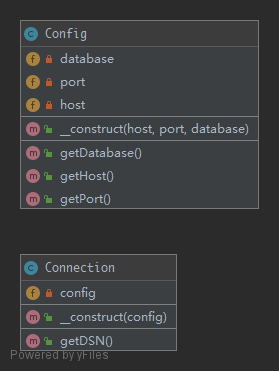 Config
database
port
host
__construct(host, port, database)
getDatabase()
getHost()
getPort()
Connection
config
__construct(config)
getDSN()
Powered by yFiles